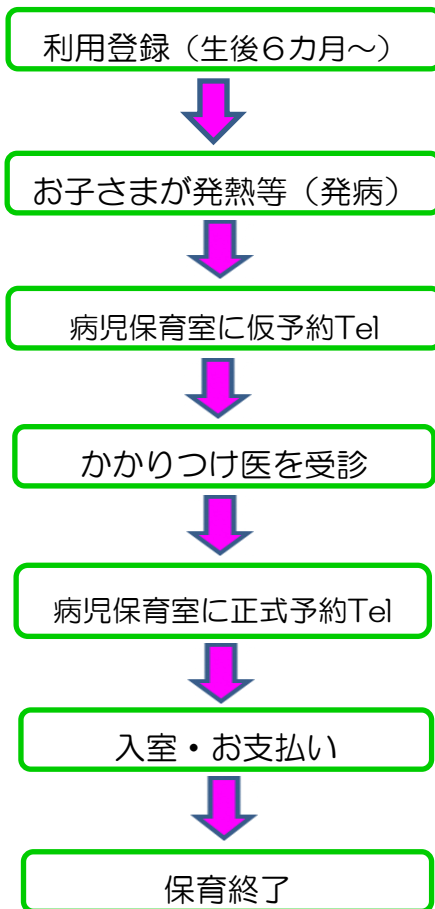 利用登録（生後６カ月～）
お子さまが発熱等（発病）
病児保育室に仮予約Tel
かかりつけ医を受診
病児保育室に正式予約Tel
入室・お支払い
保育終了